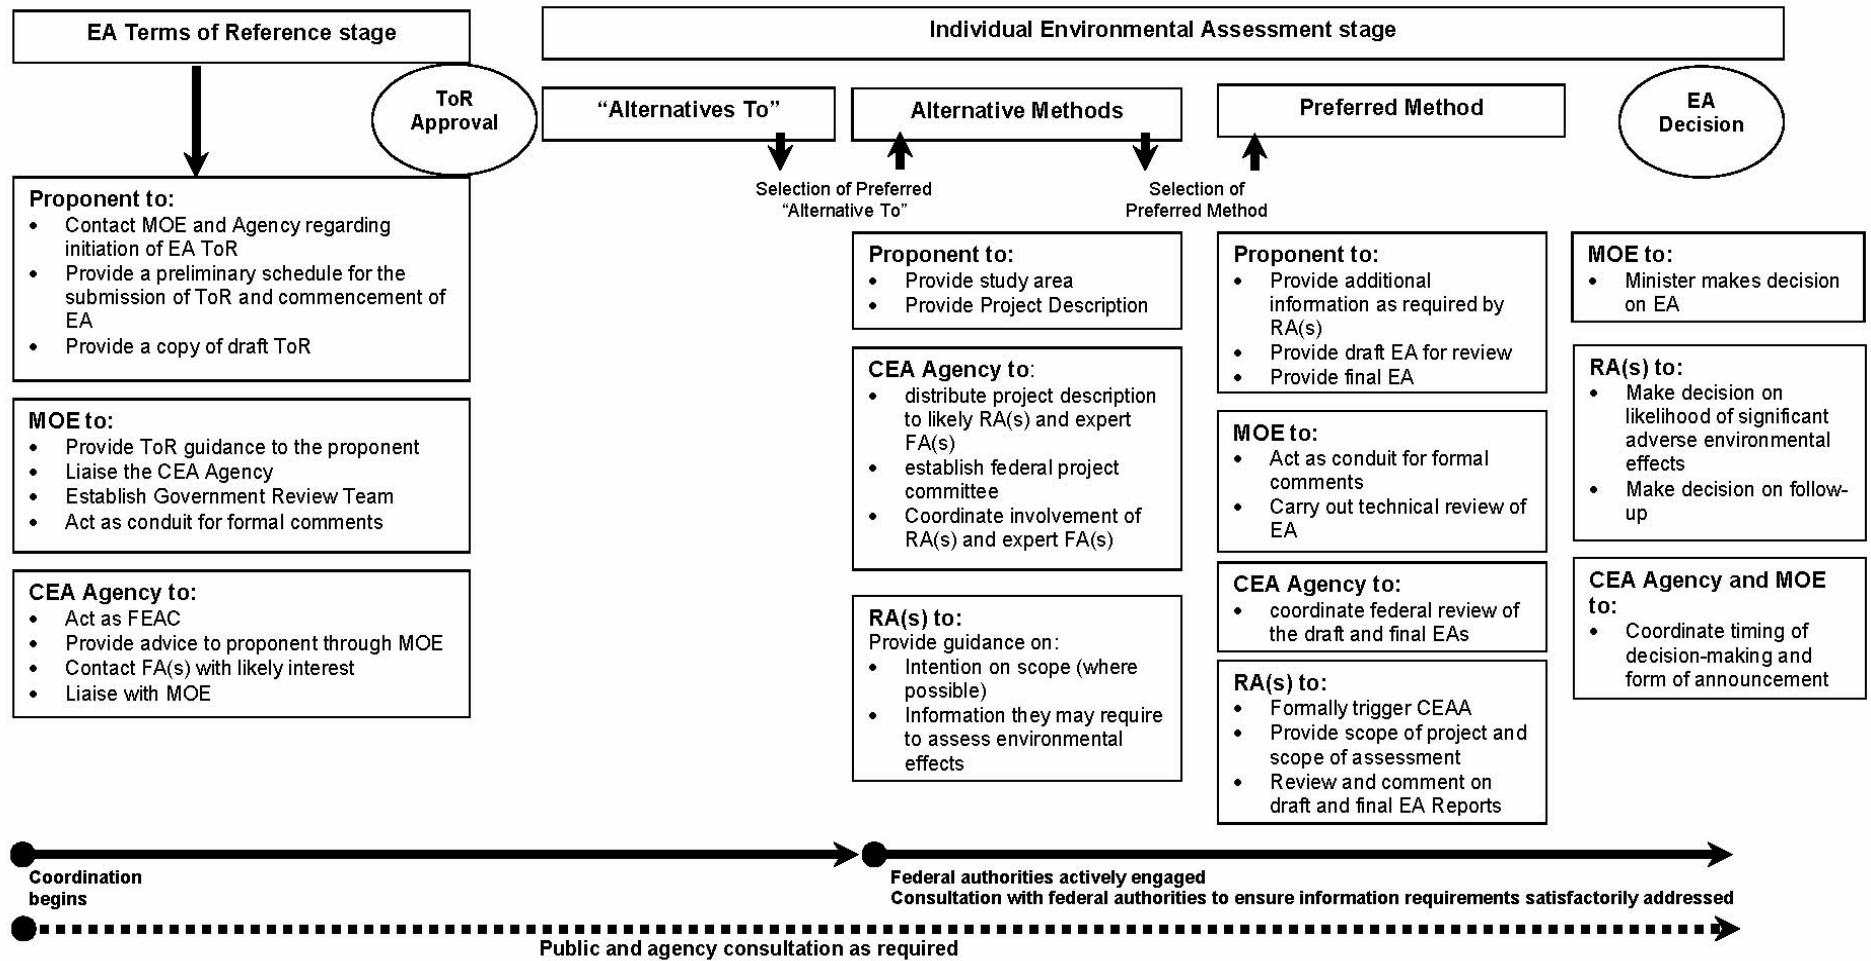 EA Terms of Reference stage
Individual Environmental Assessment stage
ToR
Approval
“Alternatives To”
Alternative Methods
Preferred Method
EA
Decision
Selection of Preferred
“Alternative To”
Selection of
Preferred Method
Proponent to:
• Contact MOE and Agency regarding
initiation of EA ToR
• Provide a preliminary schedule for the
submission of ToR and commencement of
EA
• Provide a copy of draft ToR
MOE to:
• Provide ToR guidance to the proponent
• Liaise the CEA Agency
• Establish Government Review Team
• Act as conduit for formal comments
CEA Agency to:
• Act as FEAC
• Provide advice to proponent through MOE
• Contact FA(s) with likely interest
• Liaise with MOE
Proponent to:
• Provide study area
• Provide Project Description
CEA Agency to:
• distribute project description
to likely RA(s) and expert
FA(s)
• establish federal project
committee
• Coordinate involvement of
RA(s) and expert FA(s)
RA(s) to:
Provide guidance on:
• Intention on scope (where
possible)
• Information they may require
to assess environmental
effects
Proponent to:
• Provide additional
information as required by
RA(s)
• Provide draft EA for review
• Provide final EA
MOE to:
• Act as conduit for formal
comments
• Carry out technical review of
EA
CEA Agency to:
• coordinate federal review of
the draft and final EAs
RA(s) to:
• Formally trigger CEAA
• Provide scope of project and
scope of assessment
• Review and comment on
draft and final EA Reports
MOE to:
• Minister makes decision
on EA
RA(s) to:
• Make decision on
likelihood of significant
adverse environmental
effects
• Make decision on follow-
up
CEA Agency and MOE
to:
• Coordinate timing of
decision-making and
form of announcement
Coordination
begins
Federal authorities actively engaged
Consultation with federal authorities to ensure information requirements satisfactorily addressed
Public and agency consultation as required